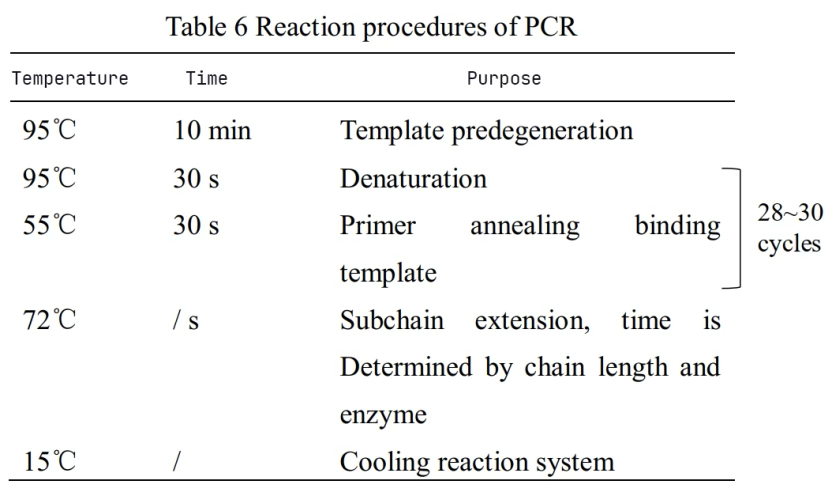 Table 6 Reaction procedures of PCR
Temperature Time Purpose
95℃ 10 min Template predegeneration
95℃ 30 s Denaturation
55℃ 30 s Primer annealing binding
template
28~30
cycles
72℃ / s Subchain extension, time is
Determined by chain length and
enzyme
15℃ / Cooling reaction system